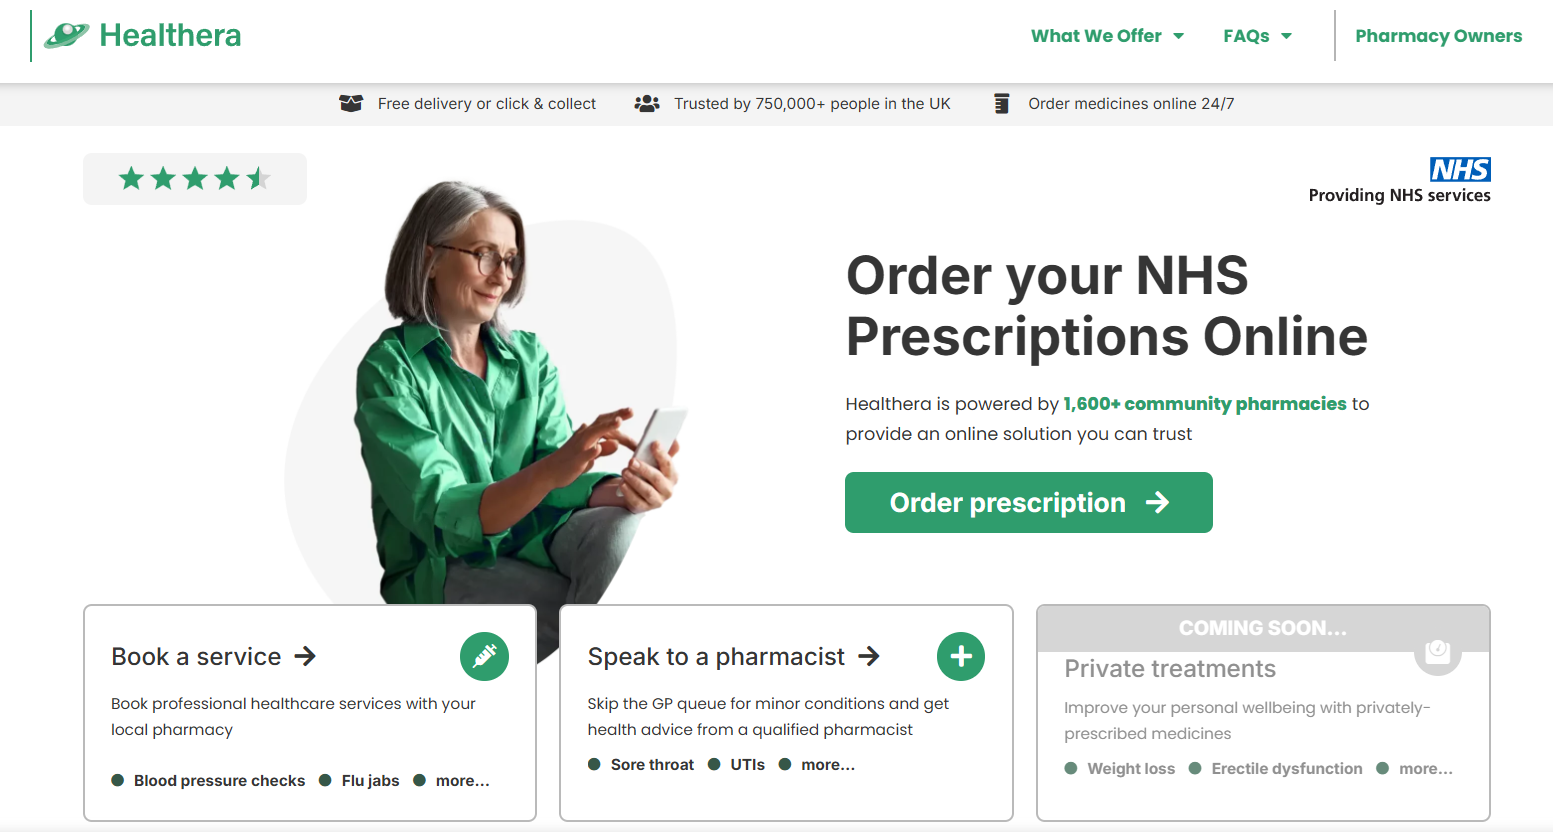 Healthera
What We Offer
FAQs
Pharmacy Owners
Free delivery or click & collect
Trusted by 750,000+ people in the UK
Order medicines online 24/7
NHS
Providing NHS services
Order your NHS
Prescriptions Online
Healthera is powered by 1,600+ community pharmacies to
provide an online solution you can trust
Order prescription
Book a service
Book professional healthcare services with your
local pharmacy
Blood pressure checks
Flu jabs
more...
Speak to a pharmacist
Skip the GP queue for minor conditions and get
health advice from a qualified pharmacist
Sore throat
UTIs
more...
COMING SOON...
Private treatments
Improve your personal wellbeing with privately-
prescribed medicines
Weight loss
Erectile dysfunction
more...